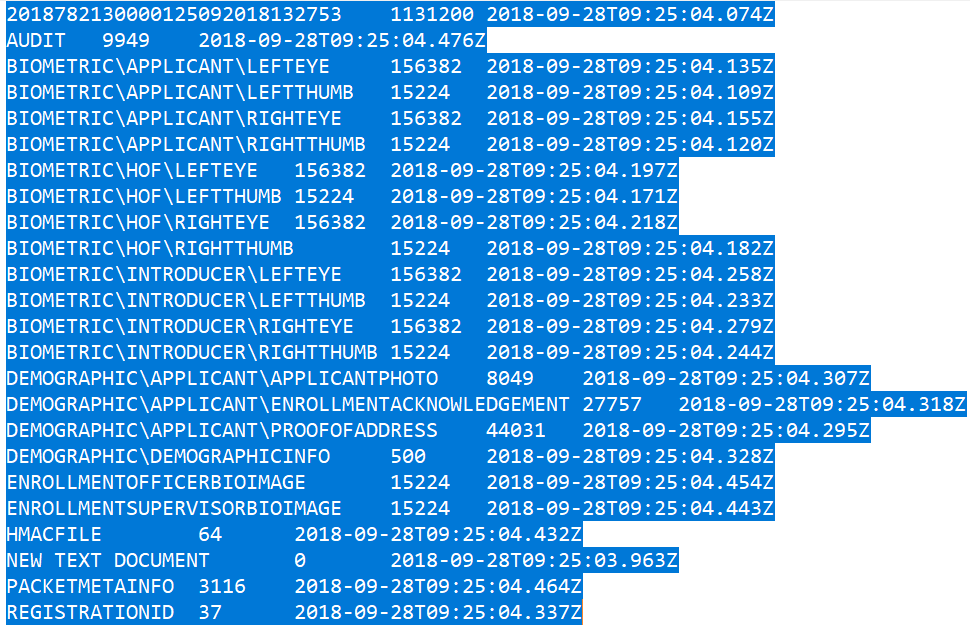 2018782130000125092018132753 1131200 2018-09-28T09:25:04.074Z
AUDIT 9949 2018-09-28T09:25:04.476Z
BIOMETRIC\APPLICANT\LEFTEYE 156382 2018-09-28T09:25:04.135Z
BIOMETRIC\APPLICANT\LEFTTHUMB 15224 2018-09-28T09:25:04.109Z
BIOMETRIC\APPLICANT\RIGHTEYE 156382 2018-09-28T09:25:04.155Z
BIOMETRIC\APPLICANT\RIGHTTHUMB 15224 2018-09-28T09:25:04.120Z
BIOMETRIC\HOF\LEFTEYE 156382 2018-09-28T09:25:04.197Z
BIOMETRIC\HOF\LEFTTHUMB 15224 2018-09-28T09:25:04.171Z
BIOMETRIC\HOF\RIGHTEYE 156382 2018-09-28T09:25:04.218Z
BIOMETRIC\HOF\RIGHTTHUMB 15224 2018-09-28T09:25:04.182Z
BIOMETRIC\INTRODUCER\LEFTEYE 156382 2018-09-28T09:25:04.258Z
BIOMETRIC\INTRODUCER\LEFTTHUMB 15224 2018-09-28T09:25:04.233Z
BIOMETRIC\INTRODUCER\RIGHTEYE 156382 2018-09-28T09:25:04.279Z
BIOMETRIC\INTRODUCER\RIGHTTHUMB 15224 2018-09-28T09:25:04.244Z
DEMOGRAPHIC\APPLICANT\APPLICANTPHOTO 8049 2018-09-28T09:25:04.307Z
DEMOGRAPHIC\APPLICANT\ENROLLMENTACKNOWLEDGEMENT 27757 2018-09-28T09:25:04.318Z
DEMOGRAPHIC\APPLICANT\PROOFOFADDRESS 44031 2018-09-28T09:25:04.295Z
DEMOGRAPHIC\DEMOGRAPHICINFO 500 2018-09-28T09:25:04.328Z
ENROLLMENTOFFICERBIOIMAGE 15224 2018-09-28T09:25:04.454Z
ENROLLMENTSUPERVISORBIOIMAGE 15224 2018-09-28T09:25:04.443Z
HMACFILE 64 2018-09-28T09:25:04.432Z
NEW TEXT DOCUMENT 0 2018-09-28T09:25:03.963Z
PACKETMETAINFO 3116 2018-09-28T09:25:04.464Z
REGISTRATIONID 37 2018-09-28T09:25:04.337Z